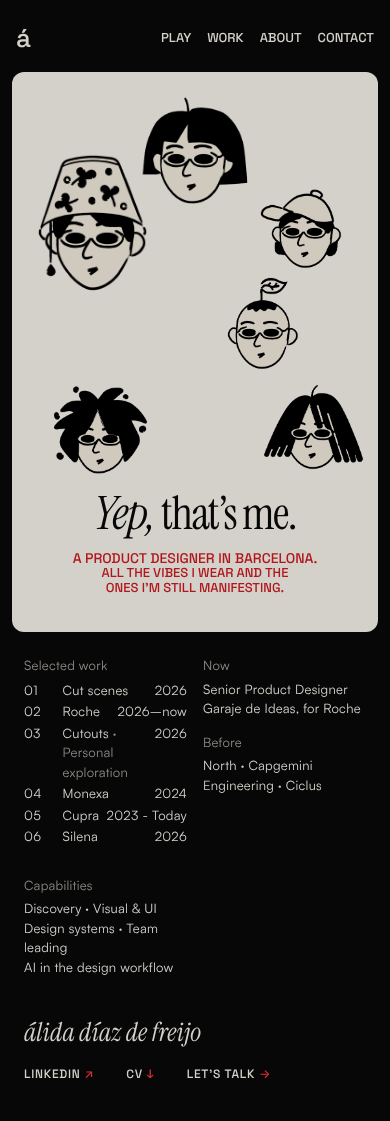 á
PLAY WORK ABOUT CONTACT
Yep, that's me.
A PRODUCT DESIGNER IN BARCELONA.
ALL THE VIBES I WEAR AND THE
ONES I'M STILL MANIFESTING.
Selected work
01 Cut scenes 2026
02 Roche 2026—now
03 Cutouts · 2026
Personal
exploration
04 Monexa 2024
05 Cupra 2023 - Today
06 Silena 2026
Now
Senior Product Designer
Garaje de Ideas, for Roche
Before
North · Capgemini
Engineering · Ciclus
Capabilities
Discovery · Visual & UI
Design systems · Team
leading
AI in the design workflow
álida díaz de freijo
LINKEDIN ↗ CV ↓ LET'S TALK →